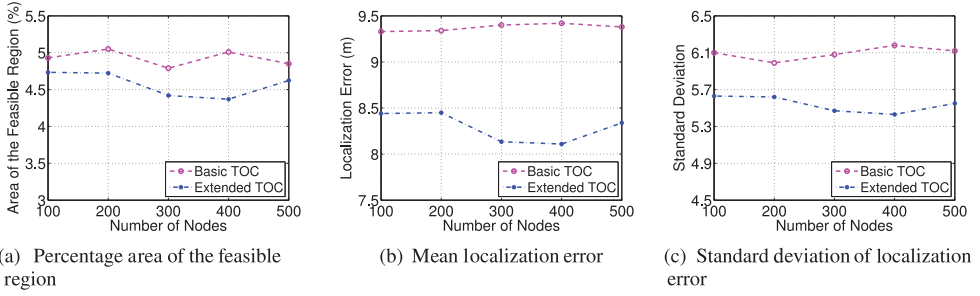 Area of the Feasible Region (%)
5.5
5
4.5
4
3.5
3
100 200 300 400 500
Number of Nodes
Basic TOC
Extended TOC
(a) Percentage area of the feasible
region
Localization Error (m)
9.5
9
8.5
8
7.5
100 200 300 400 500
Number of Nodes
Basic TOC
Extended TOC
(b) Mean localization error
Standard Deviation
6.5
6.1
5.7
5.3
4.9
4.5
100 200 300 400 500
Number of Nodes
Basic TOC
Extended TOC
(c) Standard deviation of localization
error